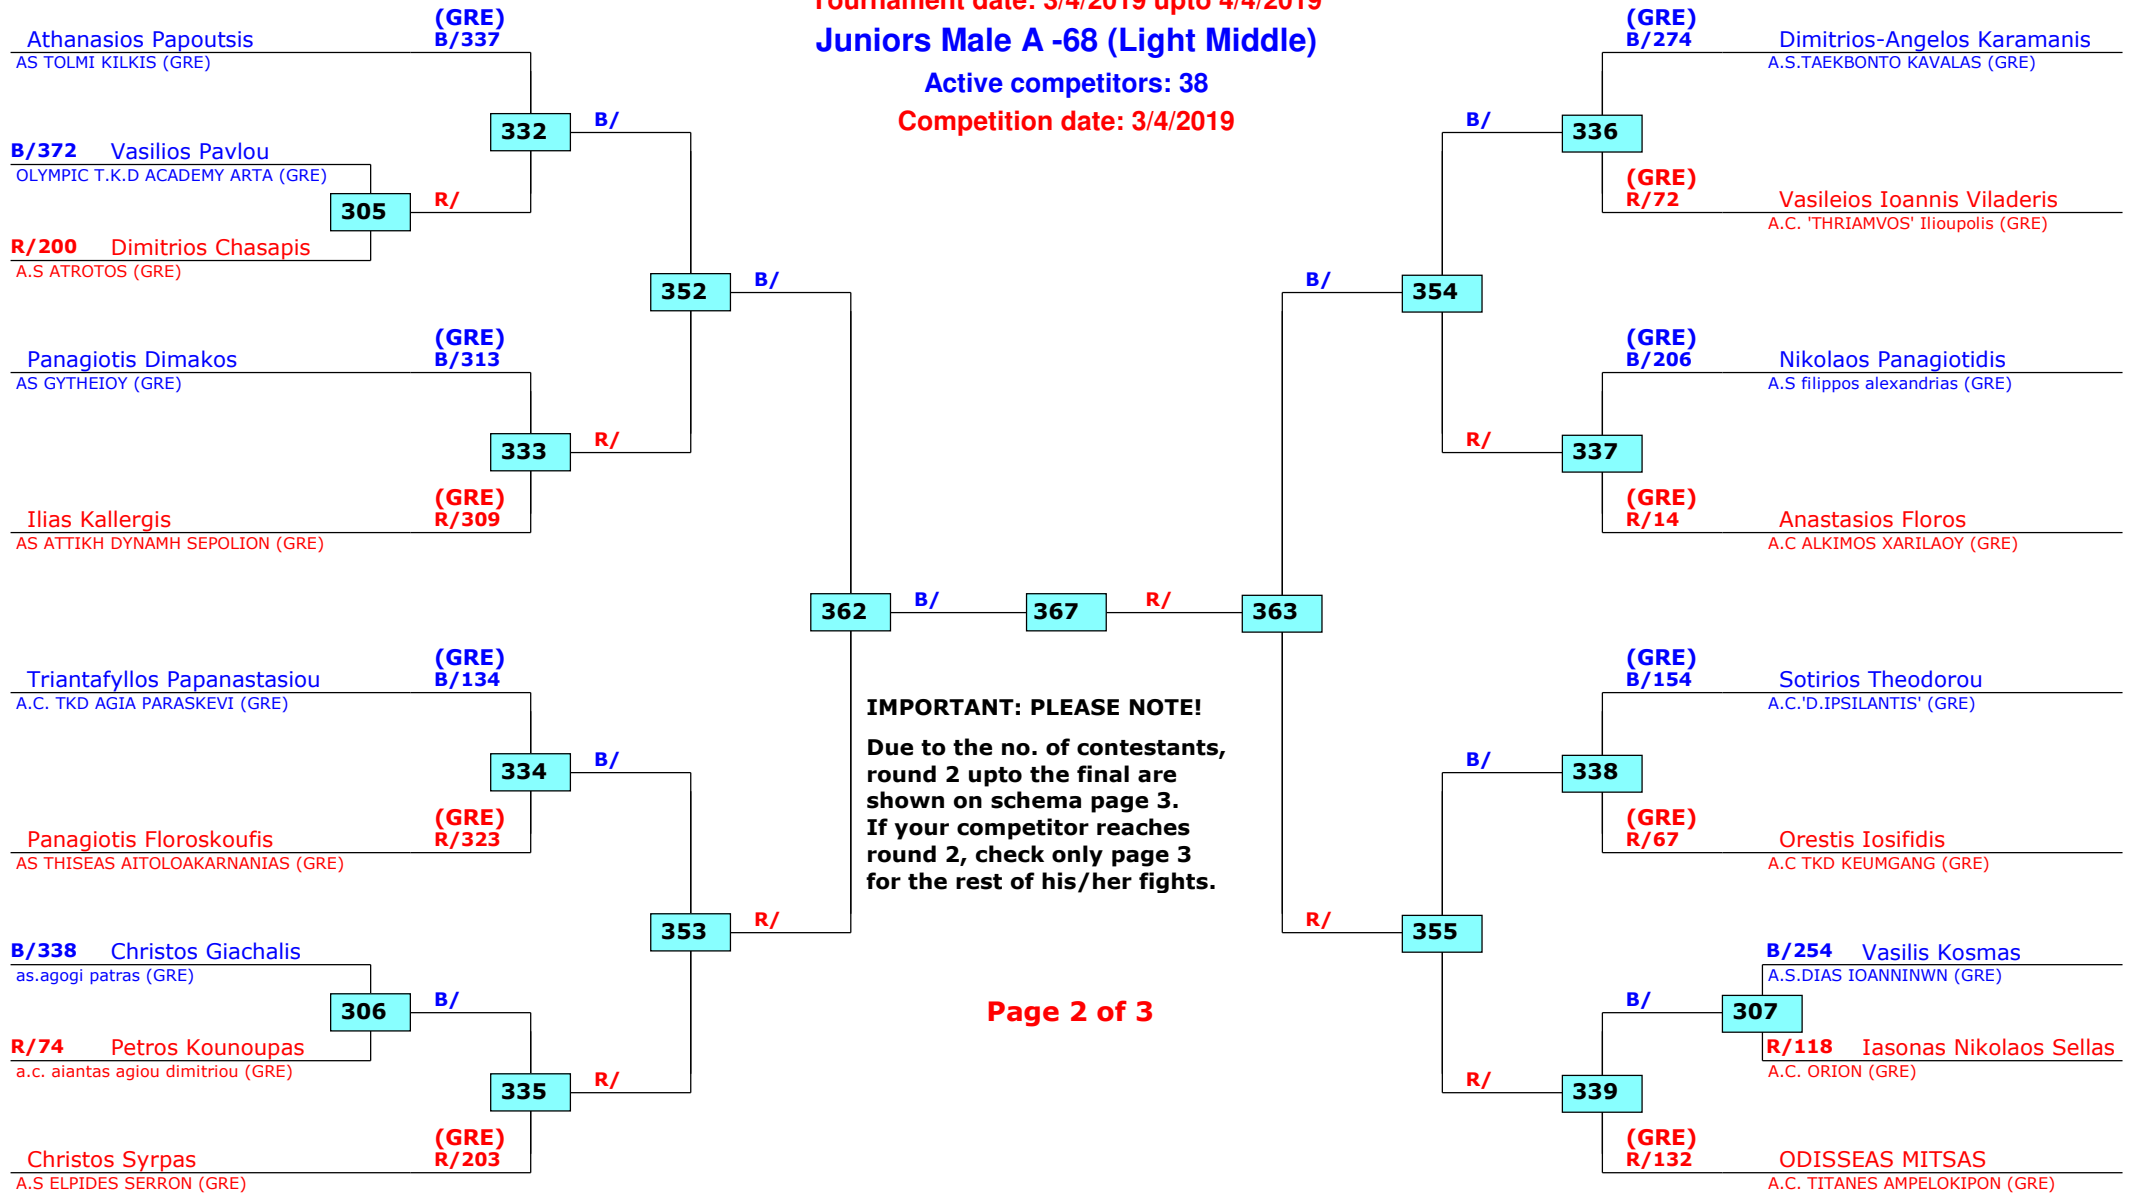 Tournament date: 3/4/2019 upto 4/4/2019
Juniors Male A -68 (Light Middle)
Active competitors: 38
Competition date: 3/4/2019
(GRE)
Athanasios Papoutsis B/337
AS TOLMI KILKIS (GRE)
332 B/
B/372 Vasilios Pavlou
OLYMPIC T.K.D ACADEMY ARTA (GRE)
305 R/
R/200 Dimitrios Chasapis
A.S ATROTOS (GRE)
352 B/
(GRE)
Panagiotis Dimakos B/313
AS GYTHEIOY (GRE)
333 R/
(GRE)
Ilias Kallergis R/309
AS ATTIKH DYNAMH SEPOLION (GRE)
362 B/ 367 R/ 363
(GRE)
Triantafyllos Papanastasiou B/134
A.C. TKD AGIA PARASKEVI (GRE)
334 B/
(GRE)
Panagiotis Floroskoufis R/323
AS THISEAS AITOLOAKARNANIAS (GRE)
353 R/
B/338 Christos Giachalis
as.agogi patras (GRE)
306 B/
R/74 Petros Kounoupas
a.c. aiantas agiou dimitriou (GRE)
335 R/
(GRE)
Christos Syrpas R/203
A.S ELPIDES SERRON (GRE)
IMPORTANT: PLEASE NOTE!
Due to the no. of contestants,
round 2 upto the final are
shown on schema page 3.
If your competitor reaches
round 2, check only page 3
for the rest of his/her fights.
Page 2 of 3
(GRE)
B/274 Dimitrios-Angelos Karamanis
A.S.TAEKBONTO KAVALAS (GRE)
B/ 336
(GRE)
R/72 Vasileios Ioannis Viladeris
A.C. 'THRIAMVOS' Ilioupolis (GRE)
B/ 354
(GRE)
B/206 Nikolaos Panagiotidis
A.S filippos alexandrias (GRE)
R/ 337
(GRE)
R/14 Anastasios Floros
A.C ALKIMOS XARILAOY (GRE)
(GRE)
B/154 Sotirios Theodorou
A.C.'D.IPSILANTIS' (GRE)
B/ 338
(GRE)
R/67 Orestis Iosifidis
A.C TKD KEUMGANG (GRE)
R/ 355
B/254 Vasilis Kosmas
A.S.DIAS IOANNINWN (GRE)
B/ 307
R/118 Iasonas Nikolaos Sellas
A.C. ORION (GRE)
R/ 339
(GRE)
R/132 ODISSEAS MITSAS
A.C. TITANES AMPELOKIPON (GRE)